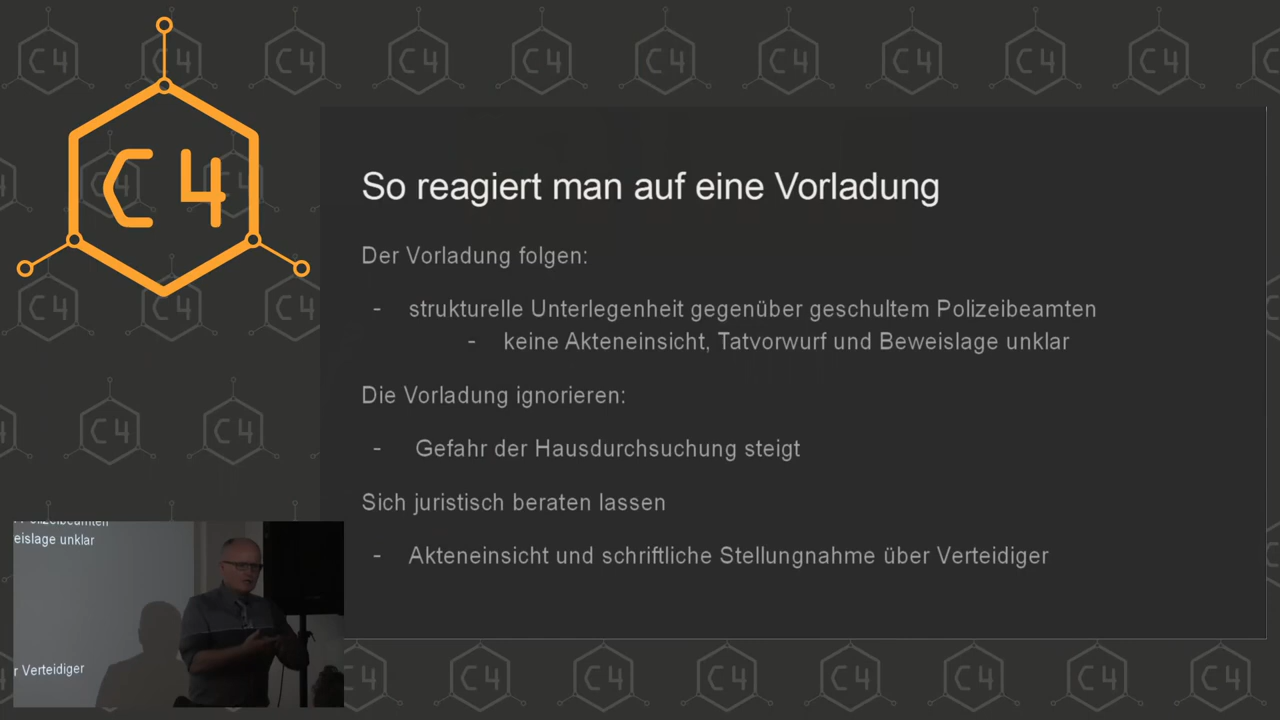 C4
So reagiert man auf eine Vorladung
Der Vorladung folgen:
- strukturelle Unterlegenheit gegenüber geschultem Polizeibeamten
- keine Akteneinsicht, Tatvorwurf und Beweislage unklar
Die Vorladung ignorieren:
- Gefahr der Hausdurchsuchung steigt
Sich juristisch beraten lassen
- Akteneinsicht und schriftliche Stellungnahme über Verteidiger
Polizeibeamten
eislage unklar
r Verteidiger